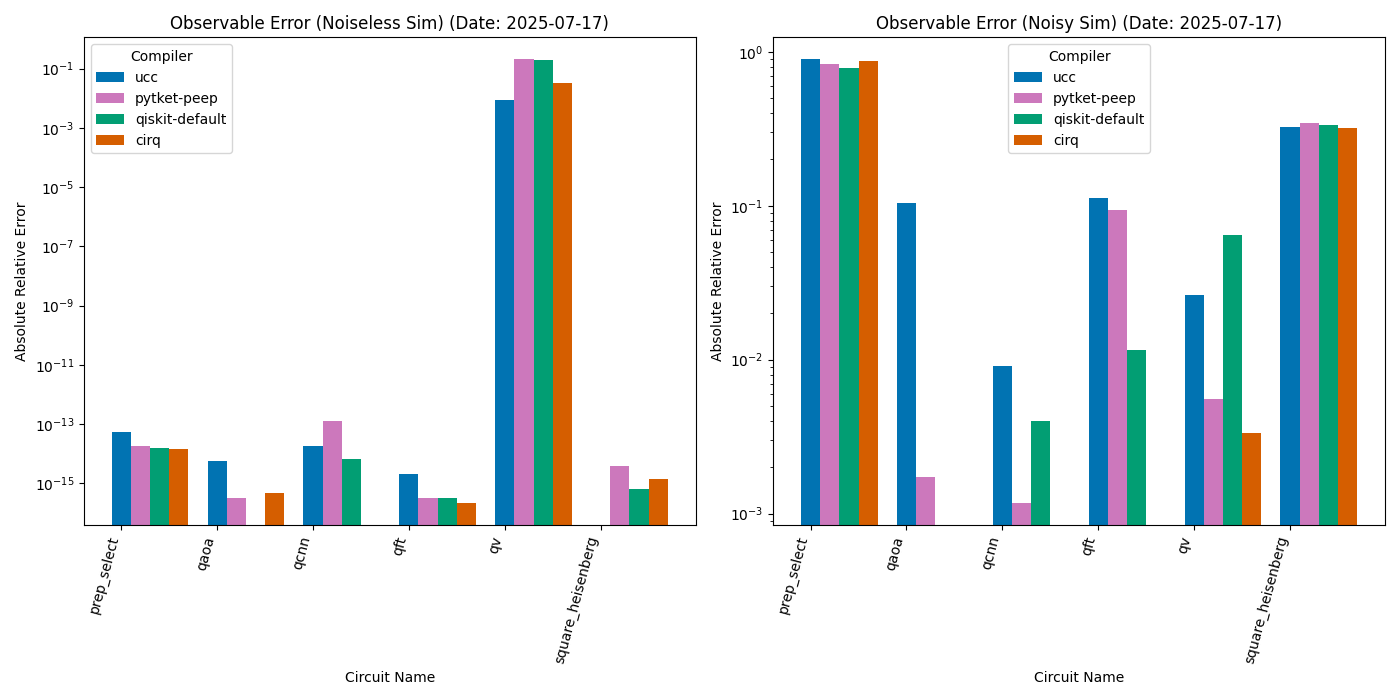 Observable Error (Noiseless Sim) (Date: 2025-07-17)
Absolute Relative Error
10⁻¹
10⁻³
10⁻⁵
10⁻⁷
10⁻⁹
10⁻¹¹
10⁻¹³
10⁻¹⁵
Compiler
ucc
pytket-peep
qiskit-default
cirq
prep_select
qaoa
qcnn
qft
qv
square_heisenberg
Circuit Name
Observable Error (Noisy Sim) (Date: 2025-07-17)
Absolute Relative Error
10⁰
10⁻¹
10⁻²
10⁻³
Compiler
ucc
pytket-peep
qiskit-default
cirq
prep_select
qaoa
qcnn
qft
qv
square_heisenberg
Circuit Name